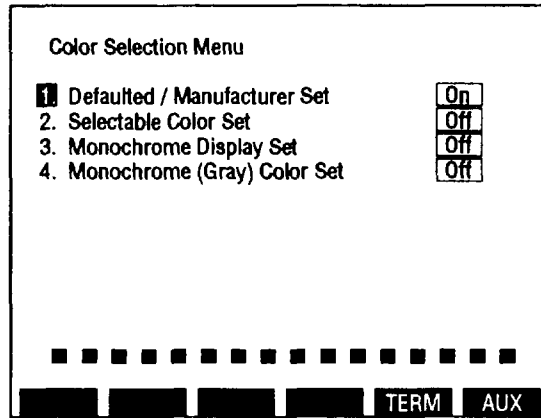 Color Selection Menu
1. Defaulted / Manufacturer Set On
2. Selectable Color Set Off
3. Monochrome Display Set Off
4. Monochrome (Gray) Color Set Off
TERM AUX